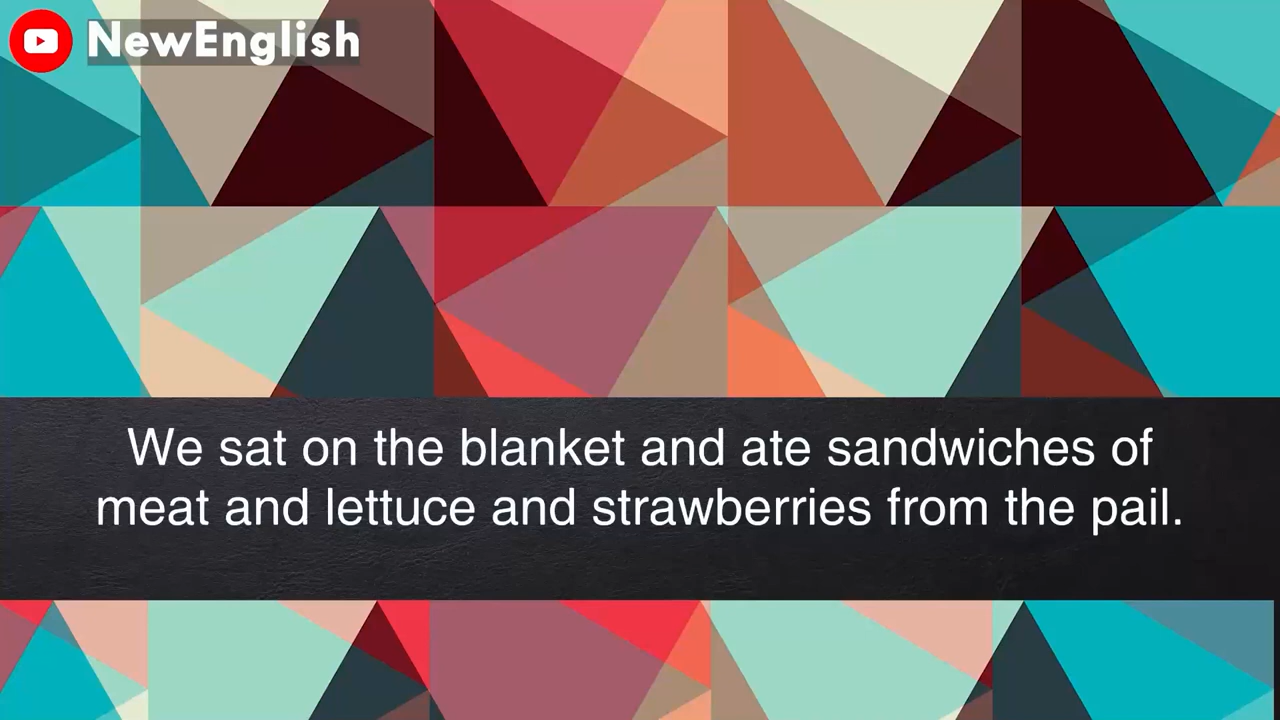 NewEnglish
We sat on the blanket and ate sandwiches of
meat and lettuce and strawberries from the pail.